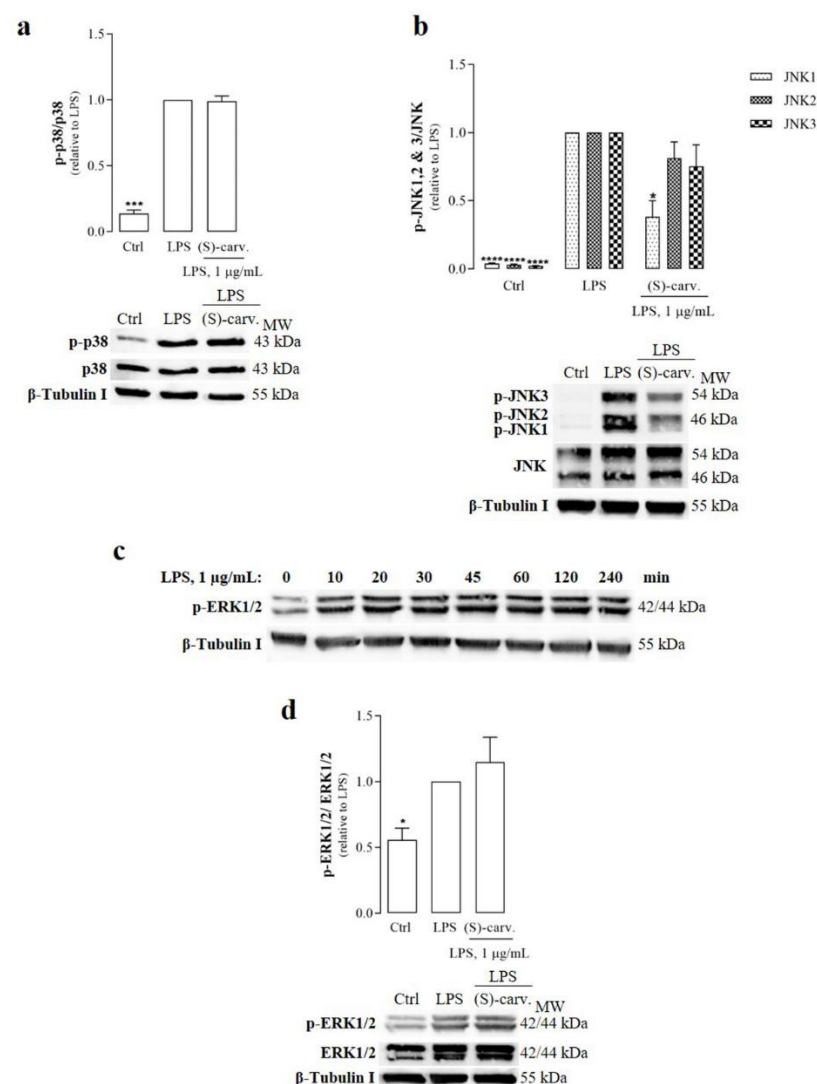 a
p-p38/p38
(relative to LPS)
1.5
1.0
0.5
0.0
***
Ctrl LPS (S)-carv.
LPS, 1 µg/mL
LPS
Ctrl LPS (S)-carv. MW
p-p38 43 kDa
p38 43 kDa
β-Tubulin I 55 kDa
b
p-JNK1,2 & 3/JNK
(relative to LPS)
1.5
1.0
0.5
0.0
**** **** ****
*
Ctrl LPS (S)-carv.
LPS, 1 µg/mL
JNK1
JNK2
JNK3
LPS
Ctrl LPS (S)-carv. MW
p-JNK3 54 kDa
p-JNK2 46 kDa
p-JNK1
JNK 54 kDa
46 kDa
β-Tubulin I 55 kDa
c
LPS, 1 µg/mL: 0 10 20 30 45 60 120 240 min
p-ERK1/2 42/44 kDa
β-Tubulin I 55 kDa
d
p-ERK1/2/ ERK1/2
(relative to LPS)
1.5
1.0
0.5
0.0
*
Ctrl LPS (S)-carv.
LPS, 1 µg/mL
LPS
Ctrl LPS (S)-carv. MW
p-ERK1/2 42/44 kDa
ERK1/2 42/44 kDa
β-Tubulin I 55 kDa